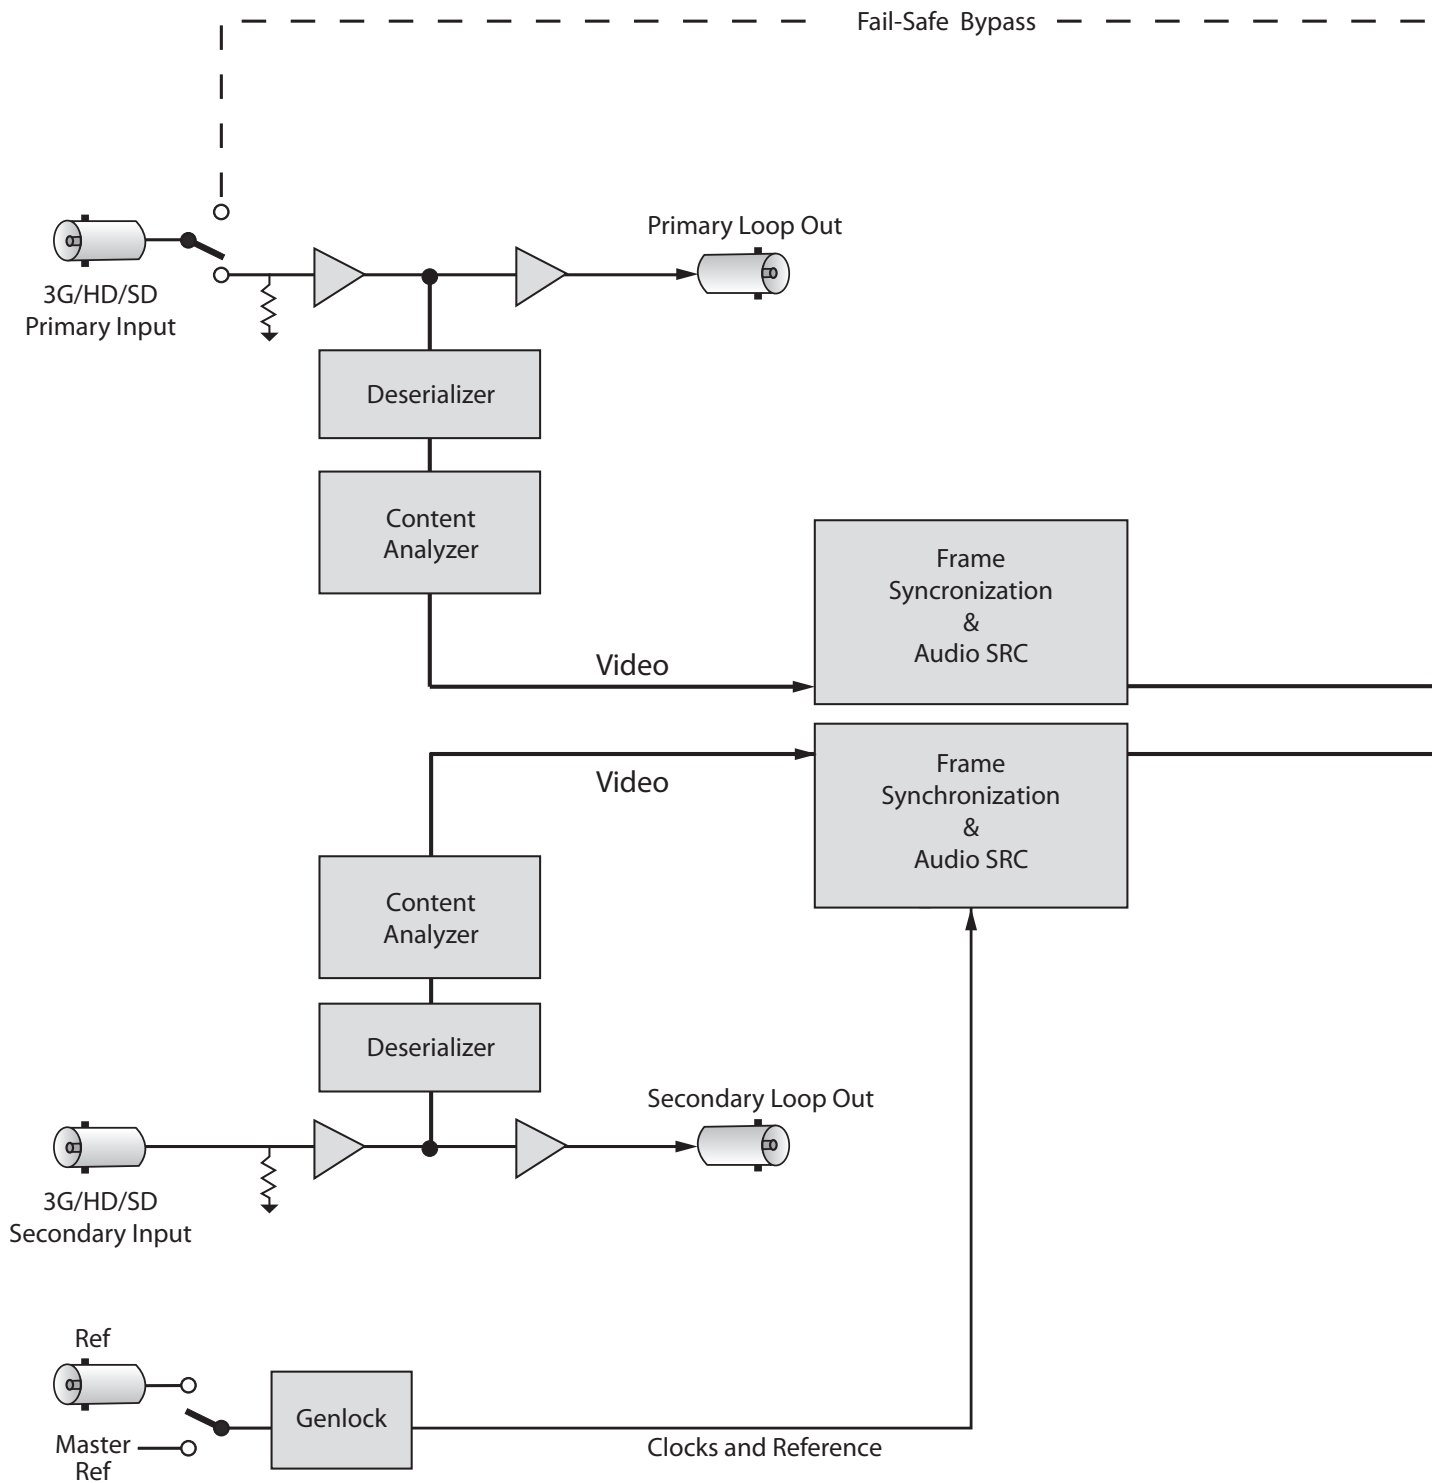 Fail-Safe Bypass
Primary Loop Out
3G/HD/SD
Primary Input
Deserializer
Content
Analyzer
Frame
Syncronization
&
Audio SRC
Video
Frame
Synchronization
&
Audio SRC
Video
Content
Analyzer
Deserializer
Secondary Loop Out
3G/HD/SD
Secondary Input
Ref
Genlock
Master
Ref
Clocks and Reference